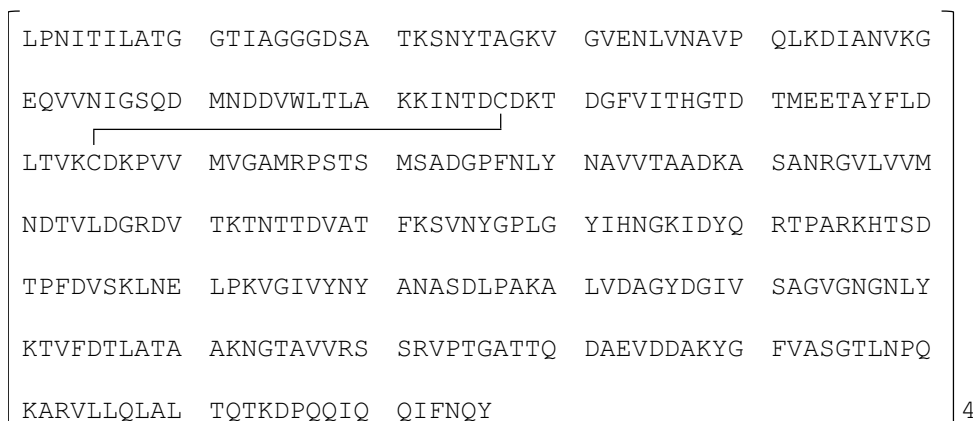 LPNITILATG GTIAGGGDSA TKSNYTAGKV GVENLVNAVP QLKDIANVKG
EQVVNIGSQD MNDDVWLTLA KKINTDCDKT DGFVITHGTD TMEETAYFLD
LTVKCDKPVV MVGAMRPSTS MSADGPFNLY NAVVTAADKA SANRGVLVVM
NDTVLDGRDV TKTNTTDVAT FKSVNYGPLG YIHNGKIDYQ RTPARKHTSD
TPFDVSKLNE LPKVGIVYNY ANASDLPAKA LVDAGYDGIV SAGVGNGNLY
KTVFDTLATA AKNGTAVVRS SRVPTGATTQ DAEVDDAKYG FVASGTLNPQ
KARVLLQLAL TQTKDPQQIQ QIFNQY 4